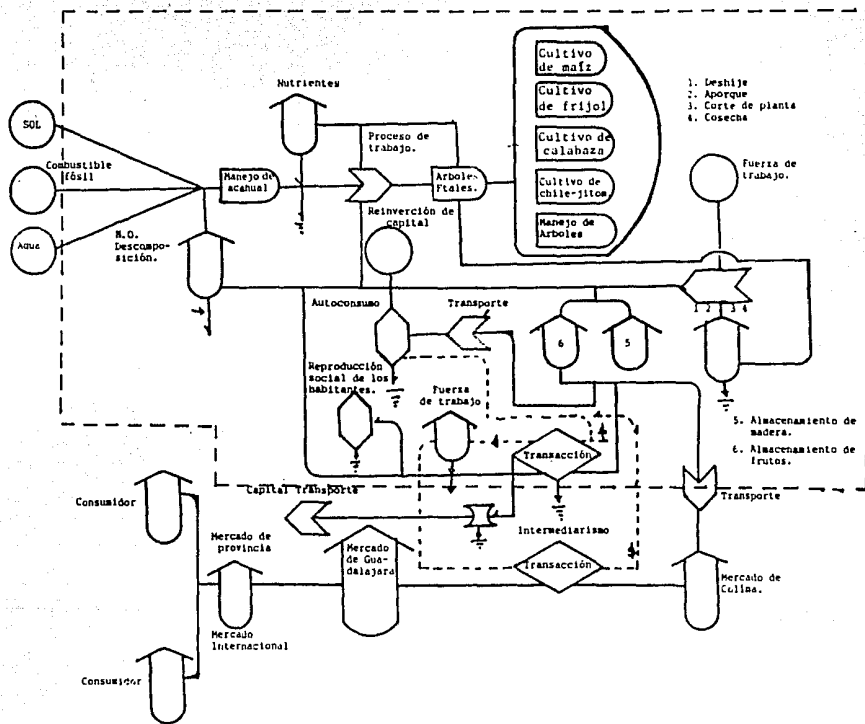 Cultivo
de maíz
Nutrientes
Cultivo
de frijol
1. Deshije
2. Aporque
3. Corte de planta
4. Cosecha
SOL
Proceso de
trabajo.
Cultivo de
calabaza
Combustible
fósil
Manejo de
acahual
Arboles
Ftales.
Cultivo de
chile-jitom
Fuerza de
trabajo.
Reinverción de
capital
Manejo de
Arboles
Agua
M.O.
Descompo-
sición.
Autoconsumo
Transporte
1 2 3 4
6
5
Reproducción
social de los
habitantes.
Fuerza
de trabajo
5. Almacenamiento de
madera.
6. Almacenamiento de
frutos.
Transacción
Consumidor
Capital Transporte
Transporte
Intermediarismo
Mercado de
provincia
Mercado
de Gua-
dalajara
Transacción
Mercado de
Colima.
Mercado
Internacional
Consumidor